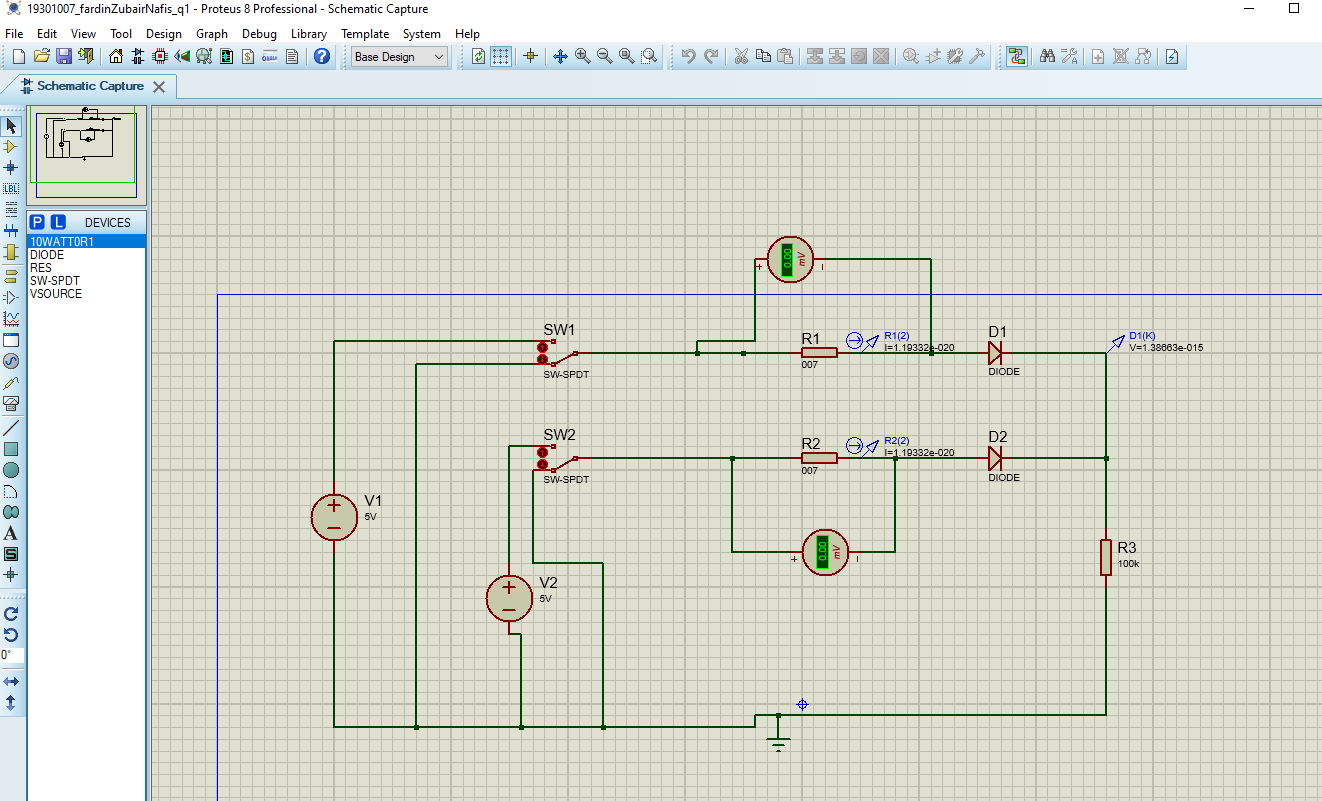 19301007_fardinZubairNafis_q1 - Proteus 8 Professional - Schematic Capture
File Edit View Tool Design Graph Debug Library Template System Help
Base Design
Schematic Capture
P L DEVICES
10WATT0R1
DIODE
RES
SW-SPDT
VSOURCE
LBL
A
S
0°
0.00
mV
+
SW1
SW-SPDT
R1
007
R1(2)
I=1.19332e-020
D1
DIODE
D1(K)
V=1.38663e-015
SW2
SW-SPDT
R2
007
R2(2)
I=1.19332e-020
D2
DIODE
V1
5V
V2
5V
0.00
mV
+
R3
100k